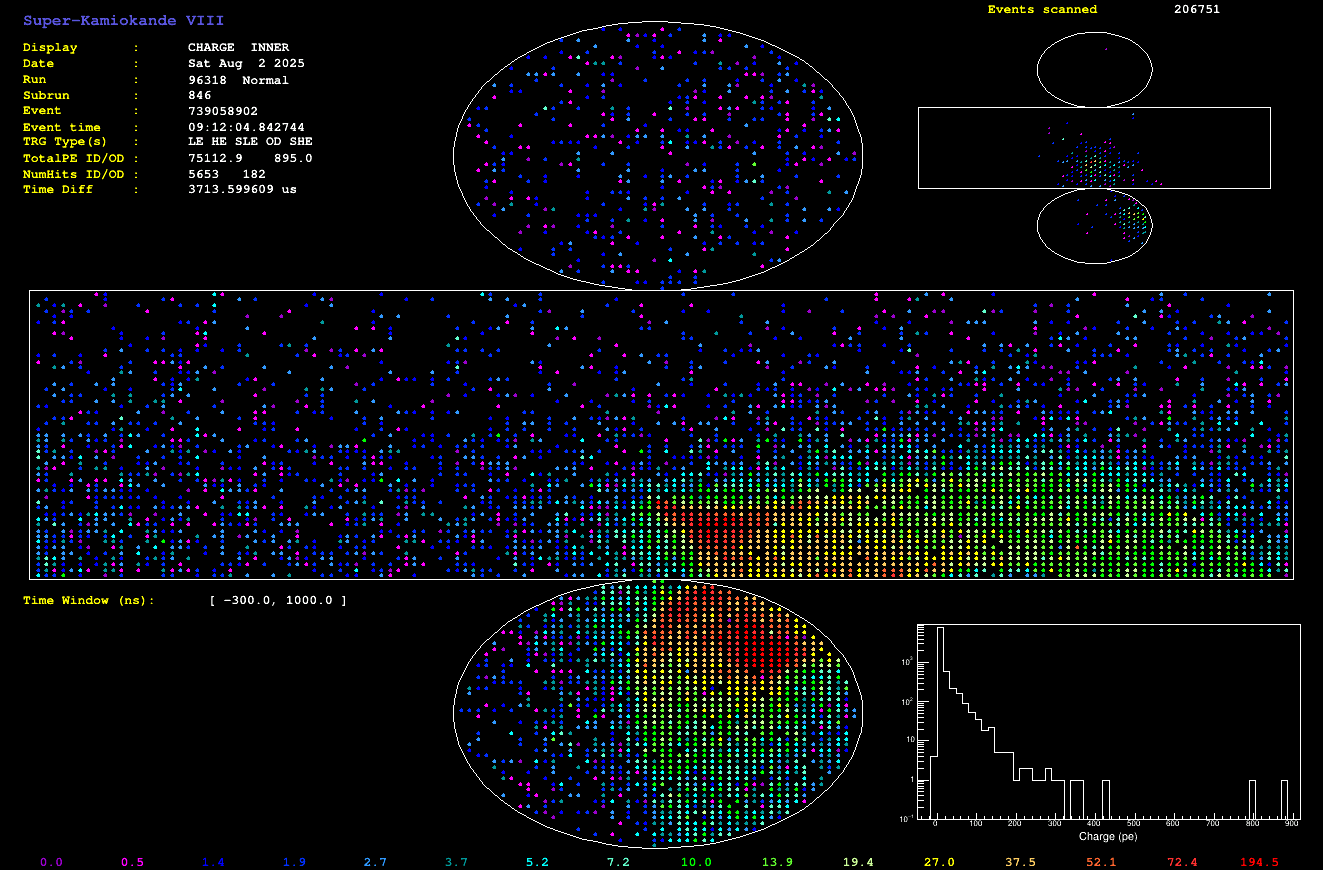 Super-Kamiokande VIII
Events scanned 206751
Display : CHARGE INNER
Date : Sat Aug 2 2025
Run : 96318 Normal
Subrun : 846
Event : 739058902
Event time : 09:12:04.842744
TRG Type(s) : LE HE SLE OD SHE
TotalPE ID/OD : 75112.9 895.0
NumHits ID/OD : 5653 182
Time Diff : 3713.599609 us
Time Window (ns): [ -300.0, 1000.0 ]
10³
10²
10
1
10⁻¹
0 100 200 300 400 500 600 700 800 900
Charge (pe)
0.0 0.5 1.4 1.9 2.7 3.7 5.2 7.2 10.0 13.9 19.4 27.0 37.5 52.1 72.4 194.5